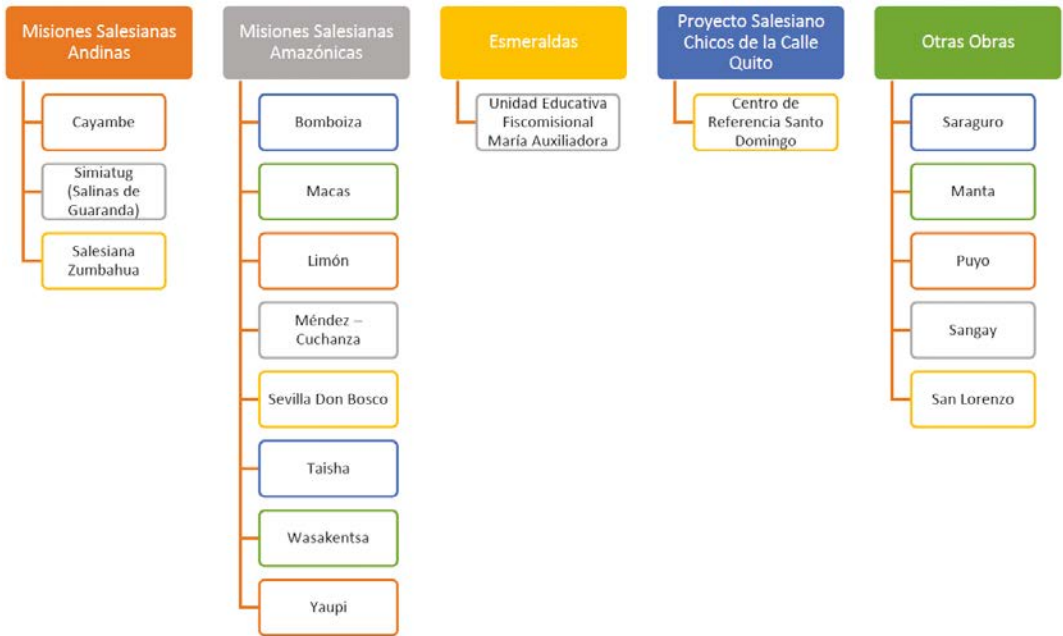 Misiones Salesianas
Andinas
Cayambe
Simiatug
(Salinas de
Guaranda)
Salesiana
Zumbahua
Misiones Salesianas
Amazónicas
Bomboiza
Macas
Limón
Méndez –
Cuchanza
Sevilla Don Bosco
Taisha
Wasakentsa
Yaupi
Esmeraldas
Unidad Educativa
Fiscomisional
María Auxiliadora
Proyecto Salesiano
Chicos de la Calle
Quito
Centro de
Referencia Santo
Domingo
Otras Obras
Saraguro
Manta
Puyo
Sangay
San Lorenzo